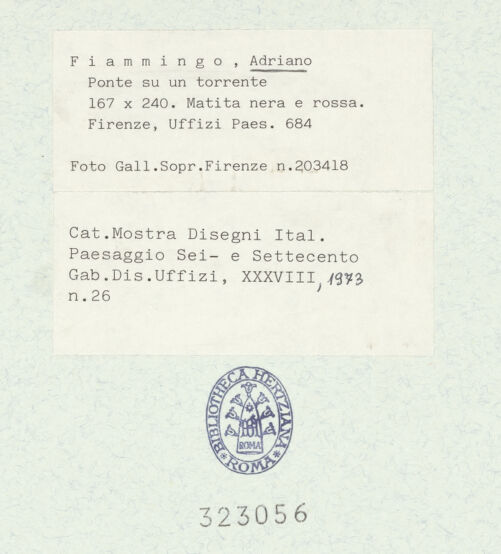 F i a m m i n g o , Adriano
Ponte su un torrente
167 x 240. Matita nera e rossa.
Firenze, Uffizi Paes. 684
Foto Gall.Sopr.Firenze n.203418
Cat.Mostra Disegni Ital.
Paesaggio Sei- e Settecento
Gab.Dis.Uffizi, XXXVIII, 1973
n.26
BIBLIOTHECA HERTZIANA
ROMA
* ROMA *
323056